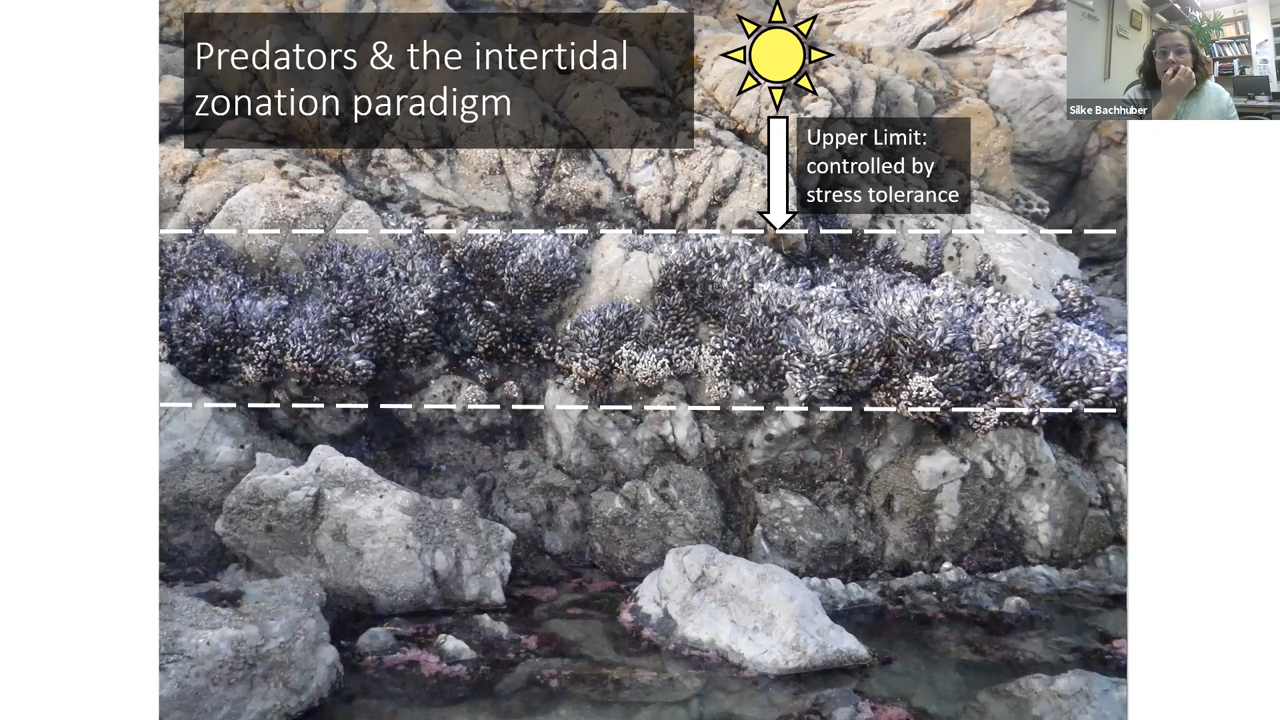 Predators & the intertidal
zonation paradigm
Upper Limit:
controlled by
stress tolerance
Silke Bachhuber